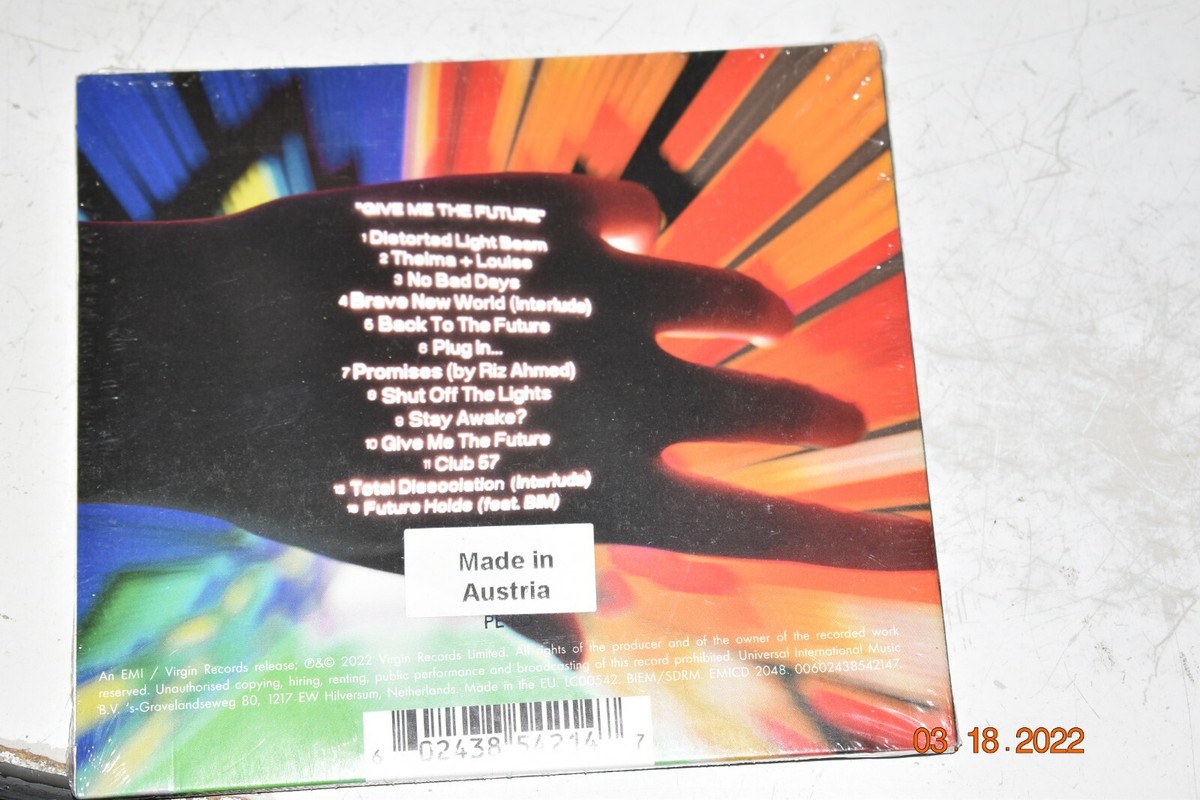 "GIVE ME THE FUTURE"
1 Distorted Light Beam
2 Thelma + Louise
3 No Bad Days
4 Brave New World (Interlude)
5 Back To The Future
6 Plug In...
7 Promises (by Riz Ahmed)
8 Shut Off The Lights
9 Stay Awake?
10 Give Me The Future
11 Club 57
12 Total Dissociation (Interlude)
13 Future Holds (feat. BIM)
Made in
Austria
An EMI / Virgin Records release; ℗&© 2022 Virgin Records Limited. All rights of the producer and of the owner of the recorded work
reserved. Unauthorised copying, hiring, renting, public performance and broadcasting of this record prohibited. Universal International Music
B.V. 's-Gravelandseweg 80, 1217 EW Hilversum, Netherlands. Made in the EU. LC00542. BIEM/SDRM. EMICD 2048. 00602438542147.
6 02438 54214 7
03.18.2022